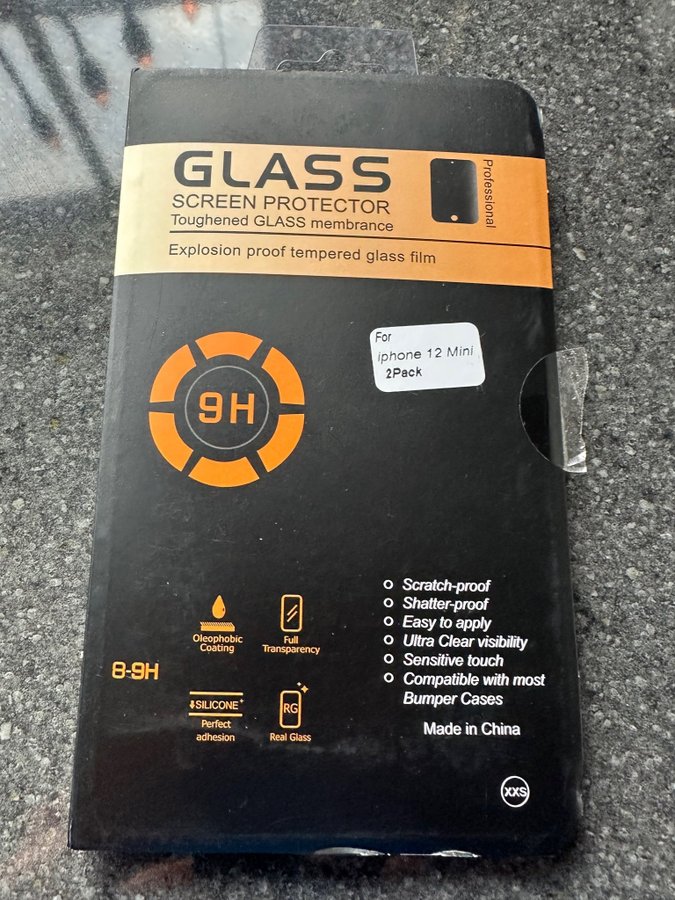 GLASS
SCREEN PROTECTOR
Toughened GLASS membrance
Professional
Explosion proof tempered glass film
For
iphone 12 Mini
2Pack
9H
Oleophobic
Coating
Full
Transparency
8-9H
SILICONE+
Perfect
adhesion
RG
Real Glass
Scratch-proof
Shatter-proof
Easy to apply
Ultra Clear visibility
Sensitive touch
Compatible with most
Bumper Cases
Made in China
XXS